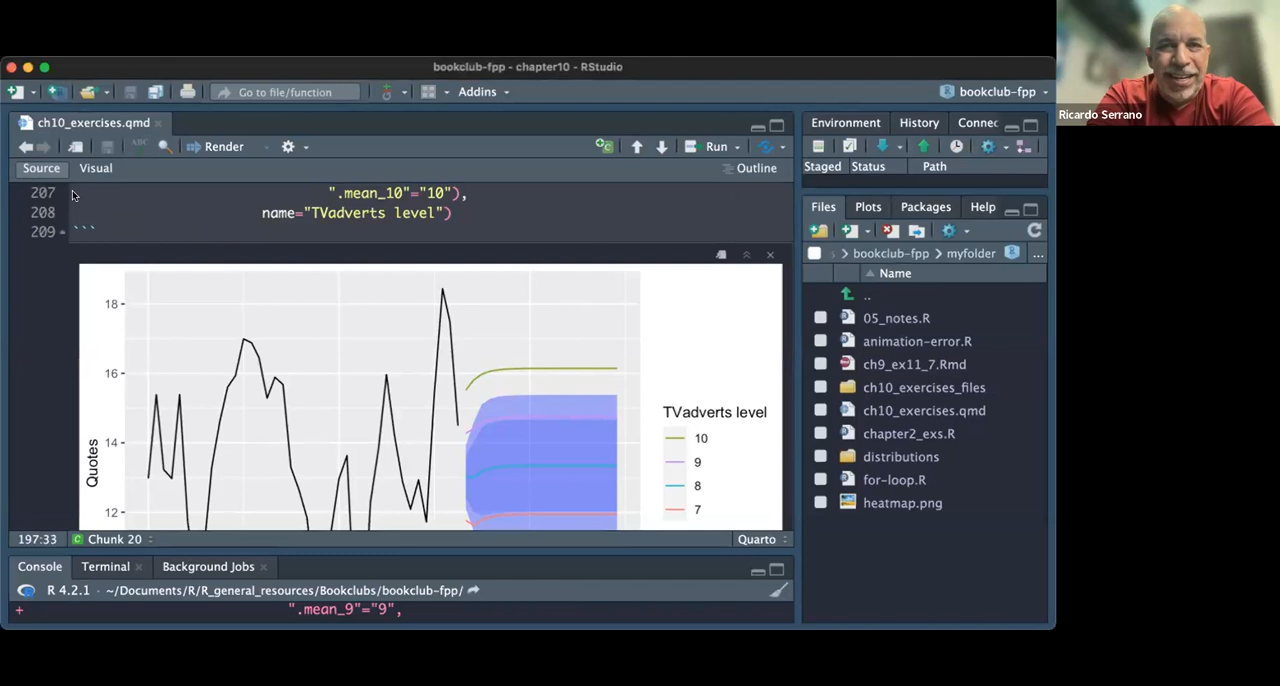 bookclub-fpp - chapter10 - RStudio
Go to file/function
Addins
bookclub-fpp
ch10_exercises.qmd
ABC
Render
Run
Source
Visual
Outline
207 ".mean_10"="10"),
208 name="TVadverts level")
209 ```
18
16
14
12
Quotes
TVadverts level
10
9
8
7
197:33
Chunk 20
Quarto
Console
Terminal
Background Jobs
R 4.2.1 · ~/Documents/R/R_general_resources/Bookclubs/bookclub-fpp/
+ ".mean_9"="9",
Environment
History
Connec
Staged
Status
Path
Files
Plots
Packages
Help
s > bookclub-fpp > myfolder
...
Name
..
05_notes.R
animation-error.R
ch9_ex11_7.Rmd
ch10_exercises_files
ch10_exercises.qmd
chapter2_exs.R
distributions
for-loop.R
heatmap.png
Ricardo Serrano